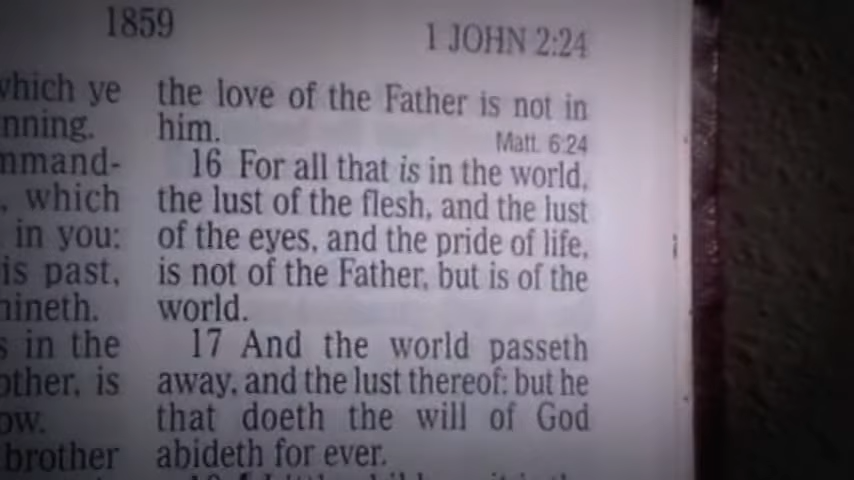 1859
1 JOHN 2:24
which ye
nning.
mmand-
, which
in you:
is past,
hineth.
s in the
other, is
ow.
brother
the love of the Father is not in
him.
Matt. 6:24
16 For all that is in the world,
the lust of the flesh, and the lust
of the eyes, and the pride of life,
is not of the Father, but is of the
world.
17 And the world passeth
away, and the lust thereof: but he
that doeth the will of God
abideth for ever.